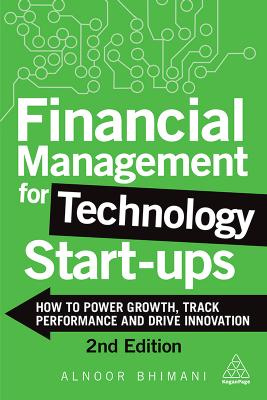 Financial
Management
for Technology
Start-ups
HOW TO POWER GROWTH, TRACK
PERFORMANCE AND DRIVE INNOVATION
2nd Edition
ALNOOR BHIMANI
KoganPage